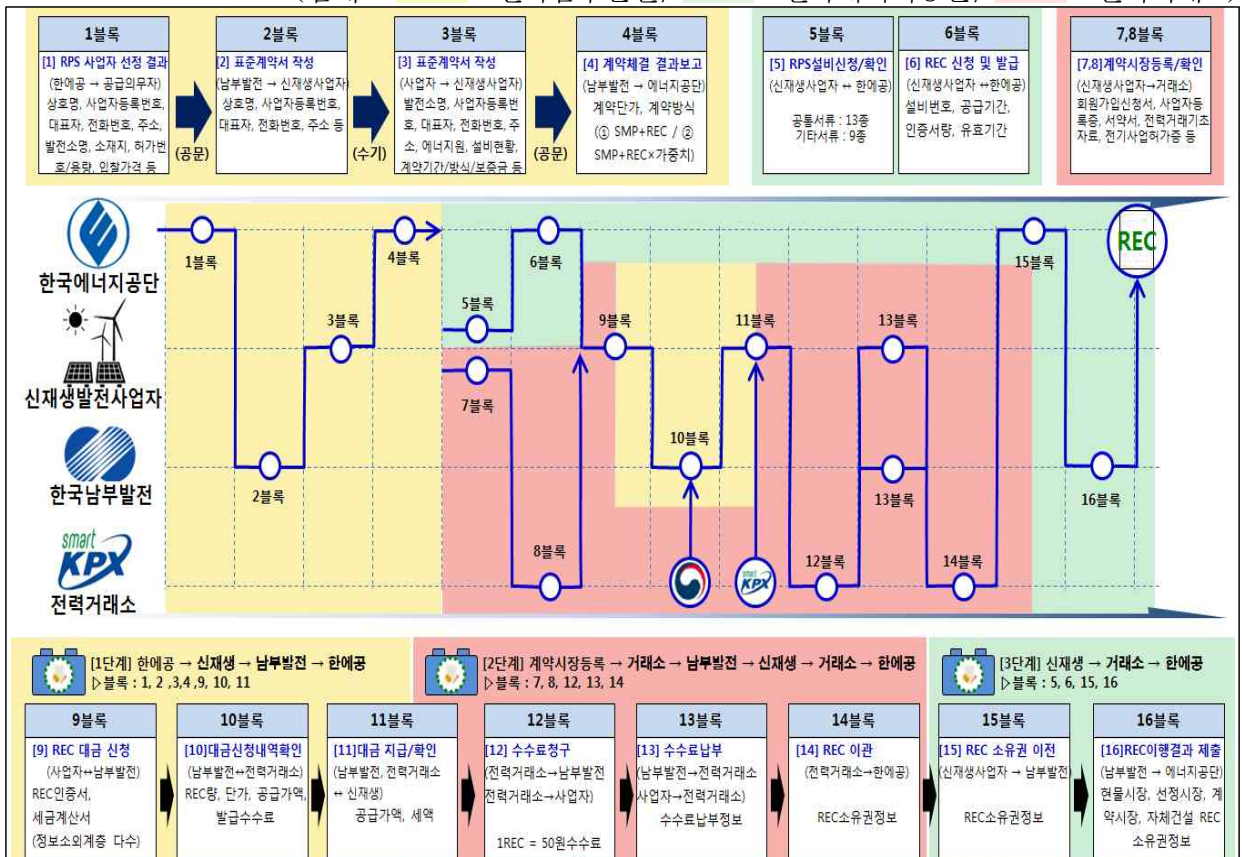 1블록
[1] RPS 사업자 선정 결과
(한에공 → 공급의무자)
상호명, 사업자등록번호,
대표자, 전화번호, 주소,
발전소명, 소재지, 허가번
호/용량, 입찰가격 등
(공문)
2블록
[2] 표준계약서 작성
(남부발전 → 신재생사업자)
상호명, 사업자등록번호,
대표자, 전화번호, 주소 등
(수기)
3블록
[3] 표준계약서 작성
(사업자 → 신재생사업자)
발전소명, 사업자등록번
호, 대표자, 전화번호, 주
소, 에너지원, 설비현황,
계약기간/방식/보증금 등
(공문)
4블록
[4] 계약체결 결과보고
(남부발전 → 에너지공단)
계약단가, 계약방식
(① SMP+REC / ②
SMP+REC×가중치)
5블록
[5] RPS설비신청/확인
(신재생사업자 ↔ 한에공)
공통서류 : 13종
기타서류 : 9종
6블록
[6] REC 신청 및 발급
(신재생사업자 ↔한에공)
설비번호, 공급기간,
인증서량, 유효기간
7,8블록
[7,8]계약시장등록/확인
(신재생사업자→거래소)
회원가입신청서, 사업자등
록증, 서약서, 전력거래기초
자료, 전기사업허가증 등
한국에너지공단
신재생발전사업자
한국남부발전
smart
KPX
전력거래소
1블록
2블록
3블록
4블록
5블록
6블록
7블록
8블록
9블록
10블록
11블록
smart
KPX
12블록
13블록
13블록
14블록
15블록
16블록
REC
[1단계] 한에공 → 신재생 → 남부발전 → 한에공
▷블록 : 1, 2 ,3,4 ,9, 10, 11
[2단계] 계약시장등록 → 거래소 → 남부발전 → 신재생 → 거래소 → 한에공
▷블록 : 7, 8, 12, 13, 14
[3단계] 신재생 → 거래소 → 한에공
▷블록 : 5, 6, 15, 16
9블록
[9] REC 대금 신청
(사업자↔남부발전)
REC인증서,
세금계산서
(정보소외계층 다수)
10블록
[10]대금신청내역확인
(남부발전↔전력거래소)
REC량, 단가, 공급가액,
발급수수료
11블록
[11]대금 지급/확인
(남부발전, 전력거래소
↔ 신재생)
공급가액, 세액
12블록
[12] 수수료청구
(전력거래소→남부발전
전력거래소→사업자)
1REC = 50원수수료
13블록
[13] 수수료납부
(남부발전→전력거래소
사업자→전력거래소)
수수료납부정보
14블록
[14] REC 이관
(전력거래소→한에공)
REC소유권정보
15블록
[15] REC 소유권 이전
(신재생사업자 → 남부발전)
REC소유권정보
16블록
[16]REC이행결과 제출
(남부발전 → 에너지공단)
현물시장, 선정시장, 계
약시장, 자체건설 REC
소유권정보